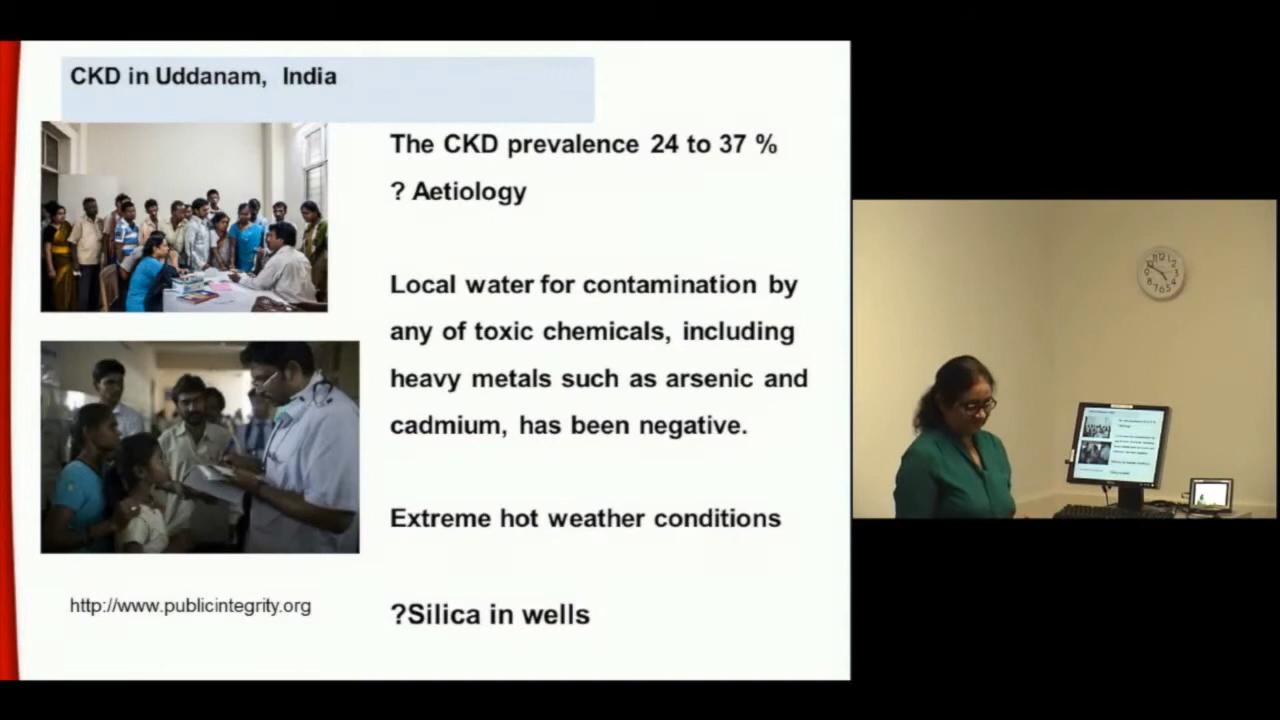 CKD in Uddanam, India
The CKD prevalence 24 to 37 %
? Aetiology
Local water for contamination by
any of toxic chemicals, including
heavy metals such as arsenic and
cadmium, has been negative.
Extreme hot weather conditions
?Silica in wells
http://www.publicintegrity.org